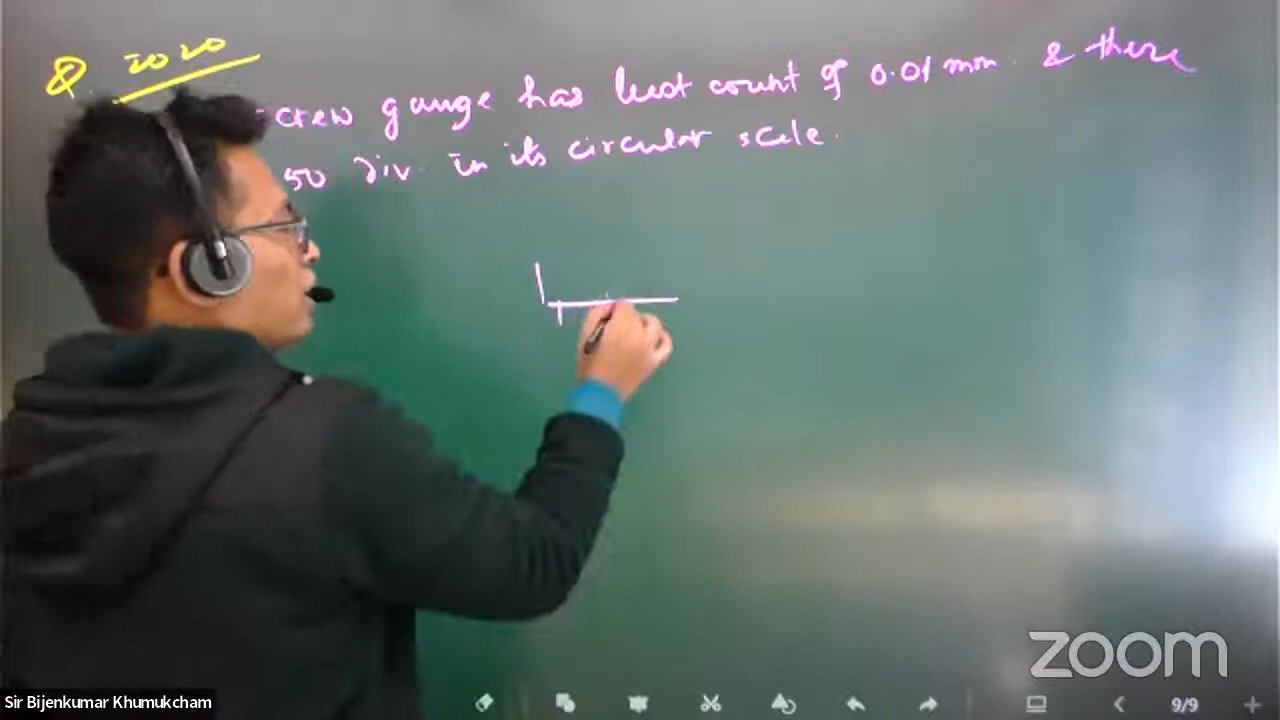 Q. 2020
screw gauge has least count of 0.01 mm & there
50 div. in its circular scale.
zoom
Sir Bijenkumar Khumukcham
9/9